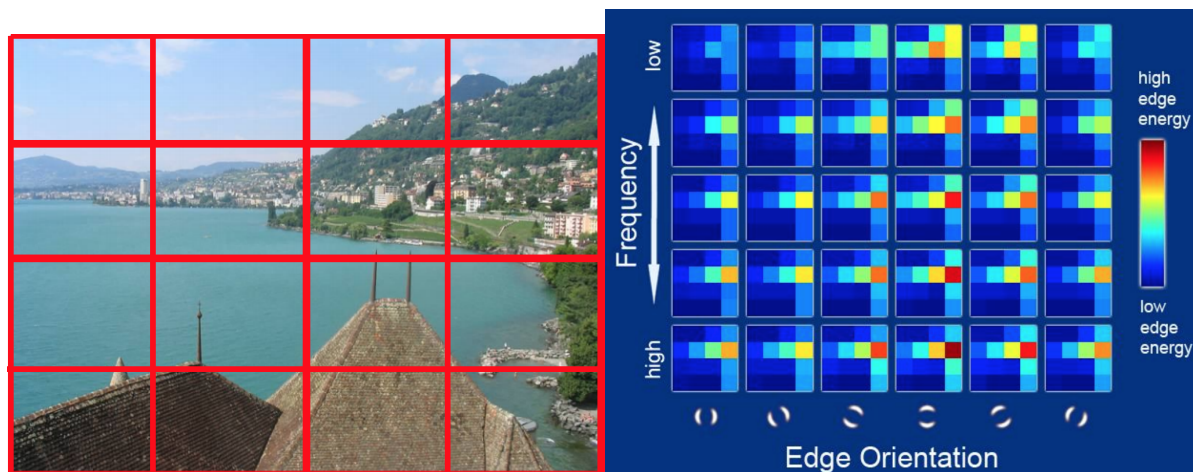 low
Frequency
high
Edge Orientation
high
edge
energy
low
edge
energy